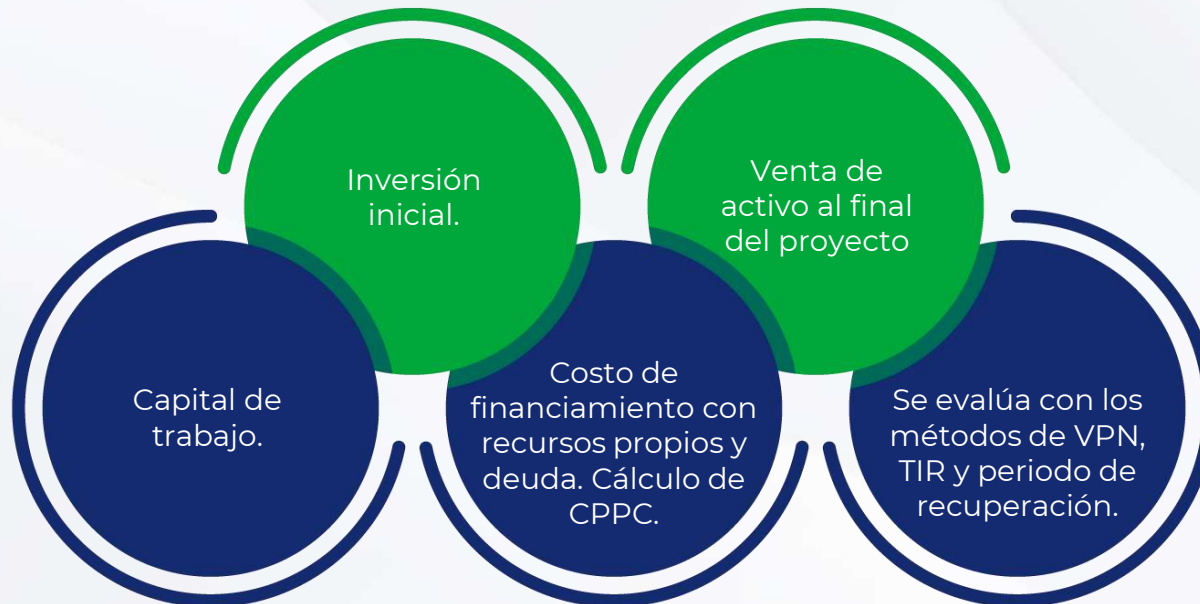 Capital de
trabajo.
Inversión
inicial.
Costo de
financiamiento con
recursos propios y
deuda. Cálculo de
CPPC.
Venta de
activo al final
del proyecto
Se evalúa con los
métodos de VPN,
TIR y periodo de
recuperación.